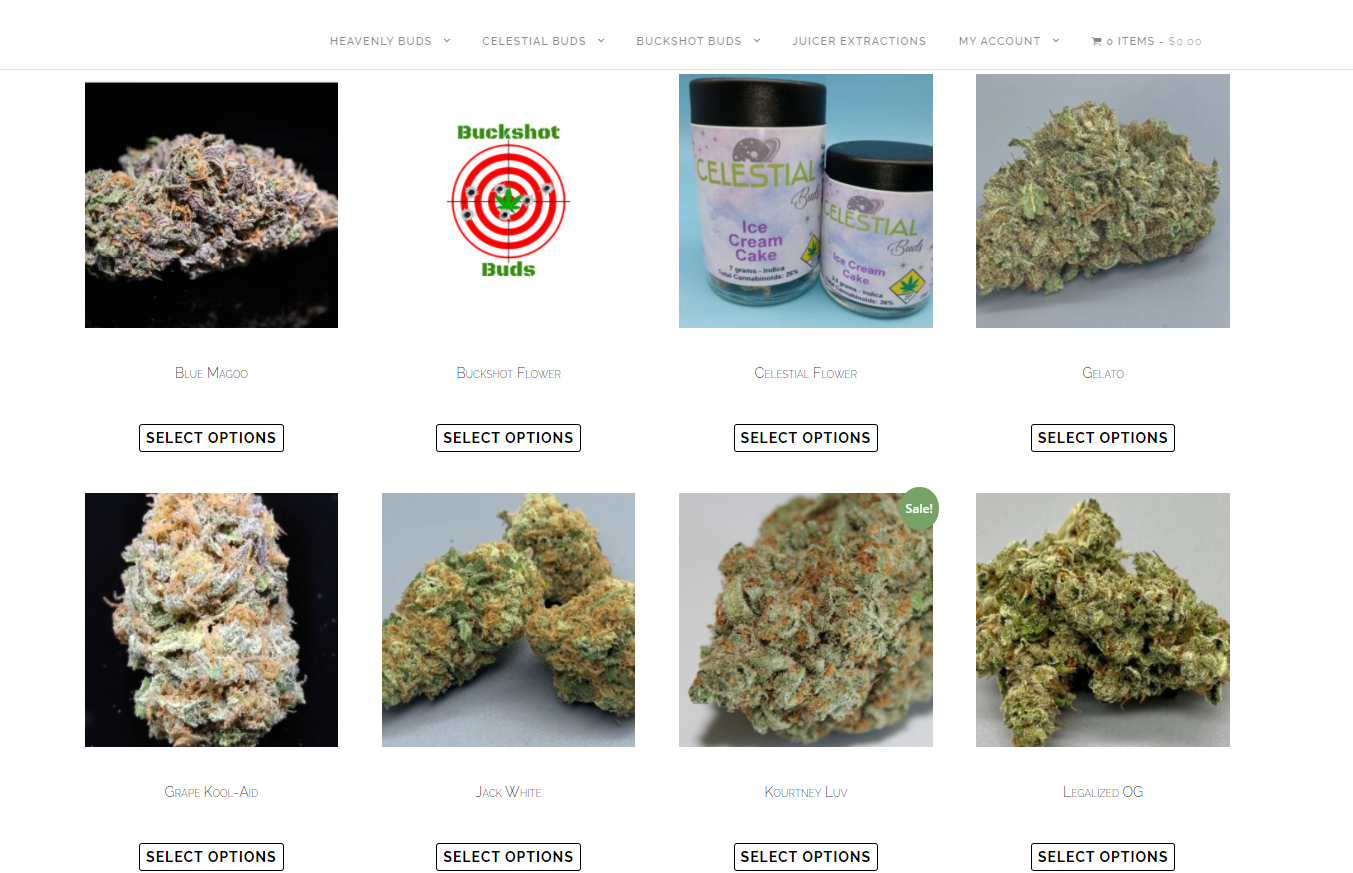 HEAVENLY BUDS CELESTIAL BUDS BUCKSHOT BUDS JUICER EXTRACTIONS MY ACCOUNT 0 ITEMS - $0.00
Buckshot
Buds
CELESTIAL
Buds
Ice
Cream
Cake
7 grams - Indica
Total Cannabinoids: 26%
CELESTIAL
Buds
Ice Cream
Cake
3.5 grams - Indica
Total Cannabinoids: 26%
Blue Magoo
Buckshot Flower
Celestial Flower
Gelato
SELECT OPTIONS
SELECT OPTIONS
SELECT OPTIONS
SELECT OPTIONS
Sale!
Grape Kool-Aid
Jack White
Kourtney Luv
Legalized OG
SELECT OPTIONS
SELECT OPTIONS
SELECT OPTIONS
SELECT OPTIONS